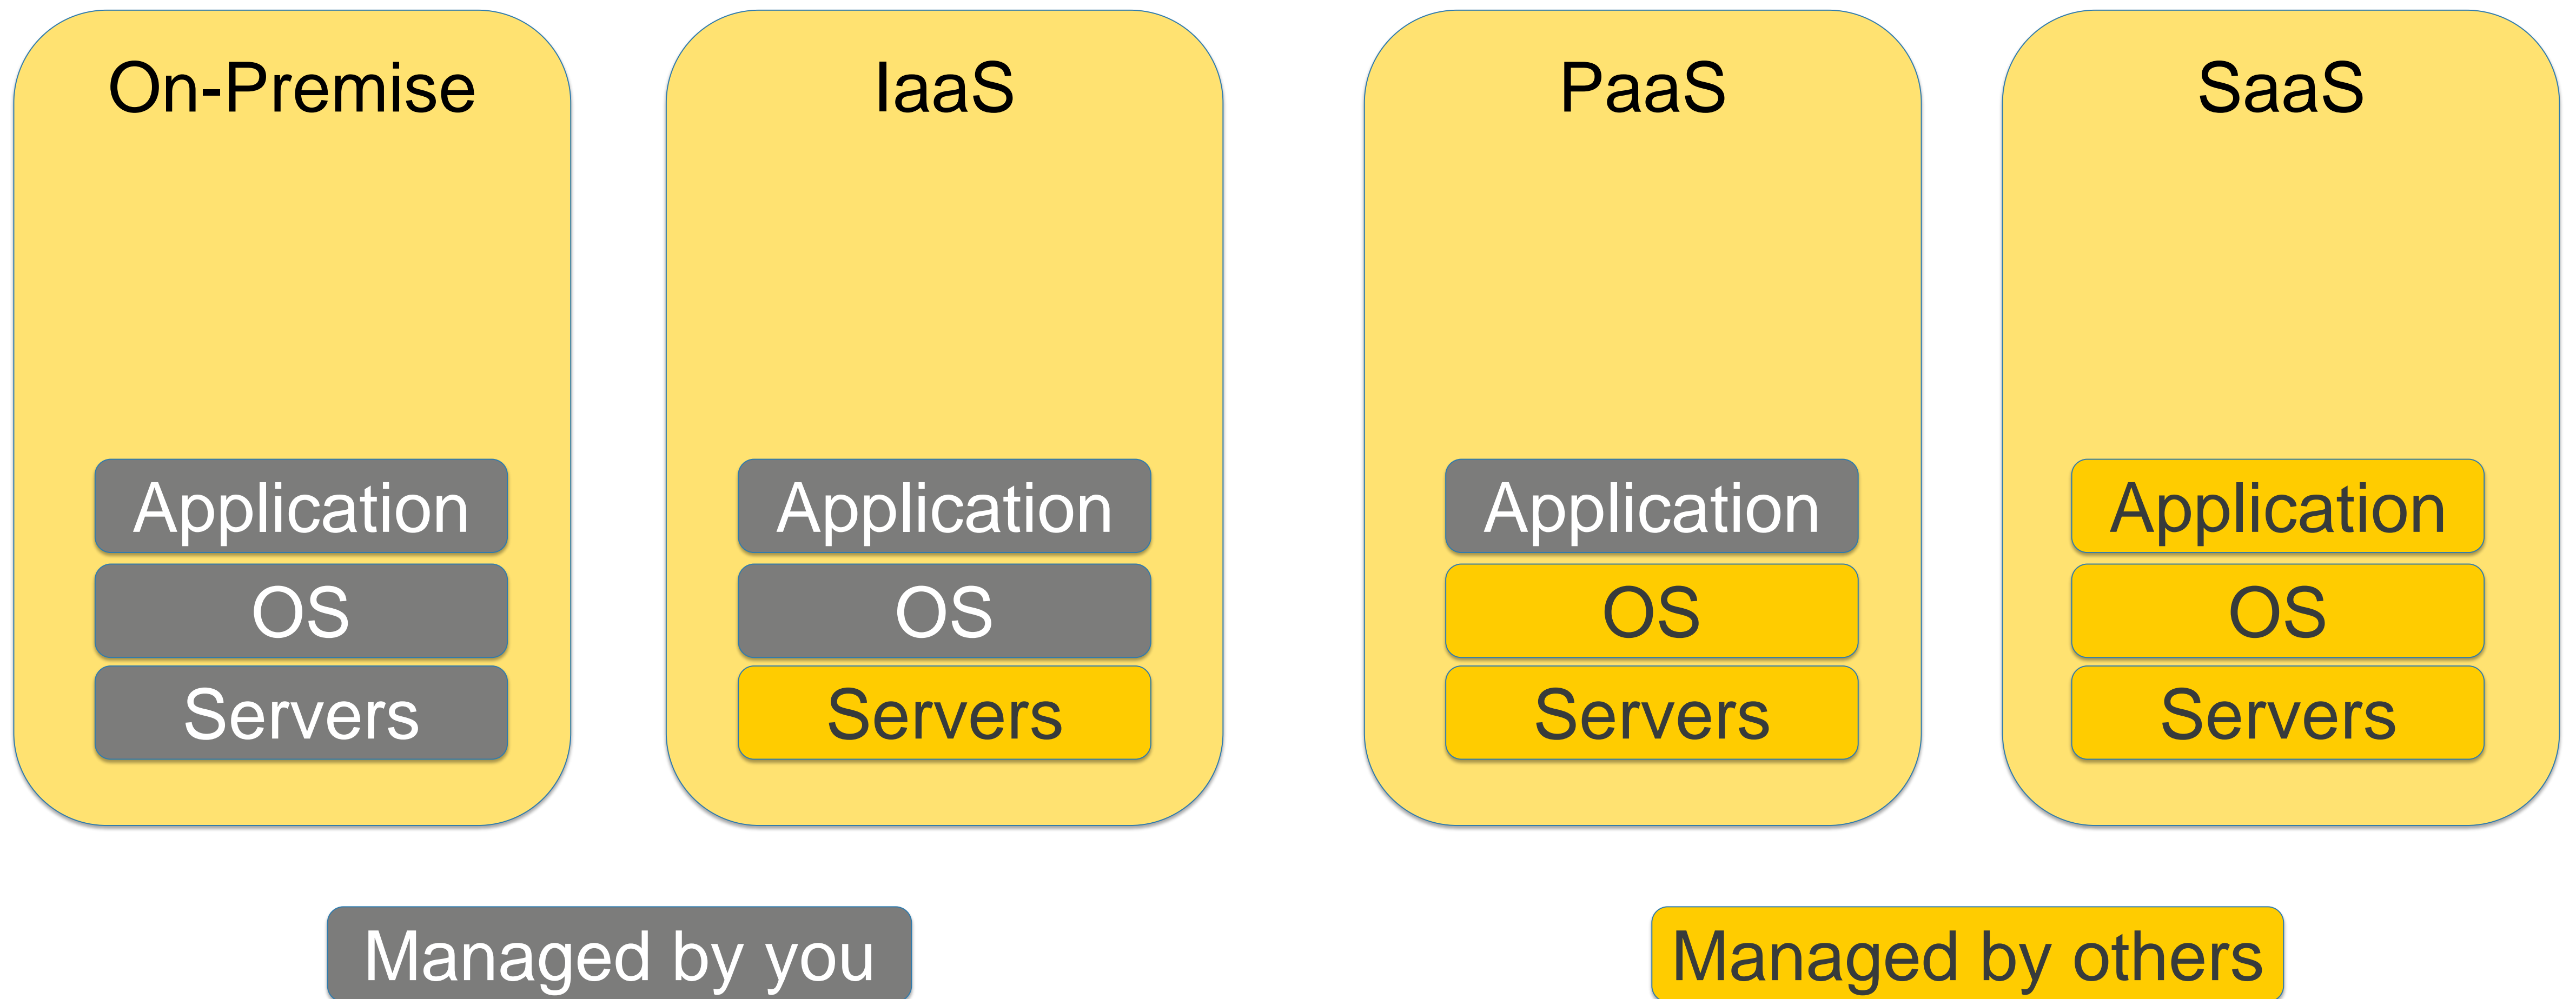 On-Premise
Application
OS
Servers
IaaS
Application
OS
Servers
PaaS
Application
OS
Servers
SaaS
Application
OS
Servers
Managed by you
Managed by others